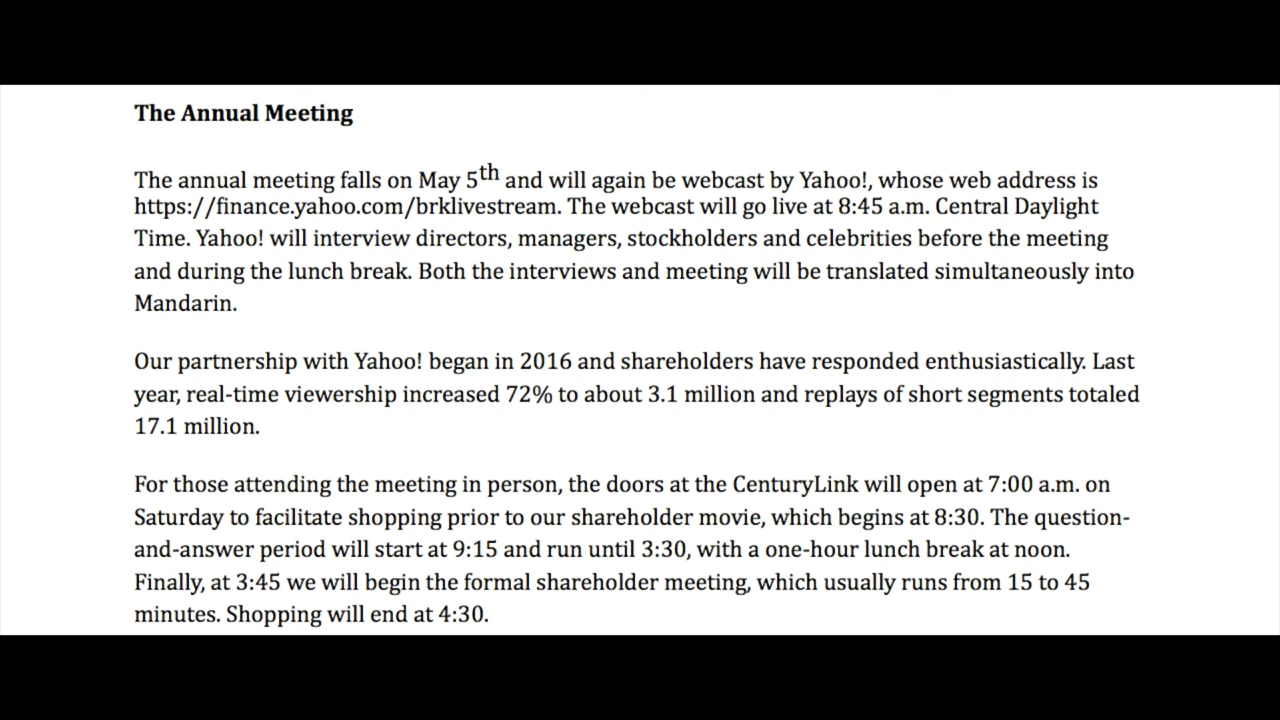 The Annual Meeting
The annual meeting falls on May 5th and will again be webcast by Yahoo!, whose web address is
https://finance.yahoo.com/brklivestream. The webcast will go live at 8:45 a.m. Central Daylight
Time. Yahoo! will interview directors, managers, stockholders and celebrities before the meeting
and during the lunch break. Both the interviews and meeting will be translated simultaneously into
Mandarin.
Our partnership with Yahoo! began in 2016 and shareholders have responded enthusiastically. Last
year, real-time viewership increased 72% to about 3.1 million and replays of short segments totaled
17.1 million.
For those attending the meeting in person, the doors at the CenturyLink will open at 7:00 a.m. on
Saturday to facilitate shopping prior to our shareholder movie, which begins at 8:30. The question-
and-answer period will start at 9:15 and run until 3:30, with a one-hour lunch break at noon.
Finally, at 3:45 we will begin the formal shareholder meeting, which usually runs from 15 to 45
minutes. Shopping will end at 4:30.